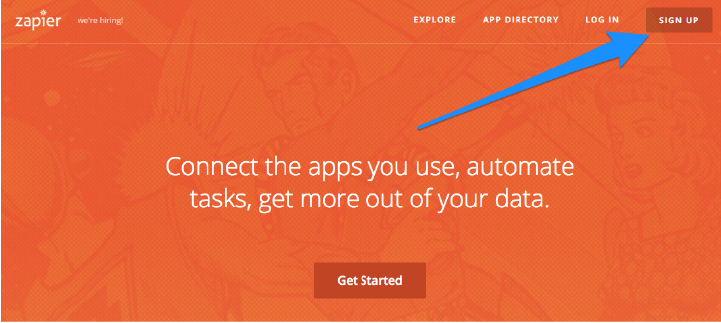 zapier
we're hiring!
EXPLORE
APP DIRECTORY
LOG IN
SIGN UP
Connect the apps you use, automate
tasks, get more out of your data.
Get Started